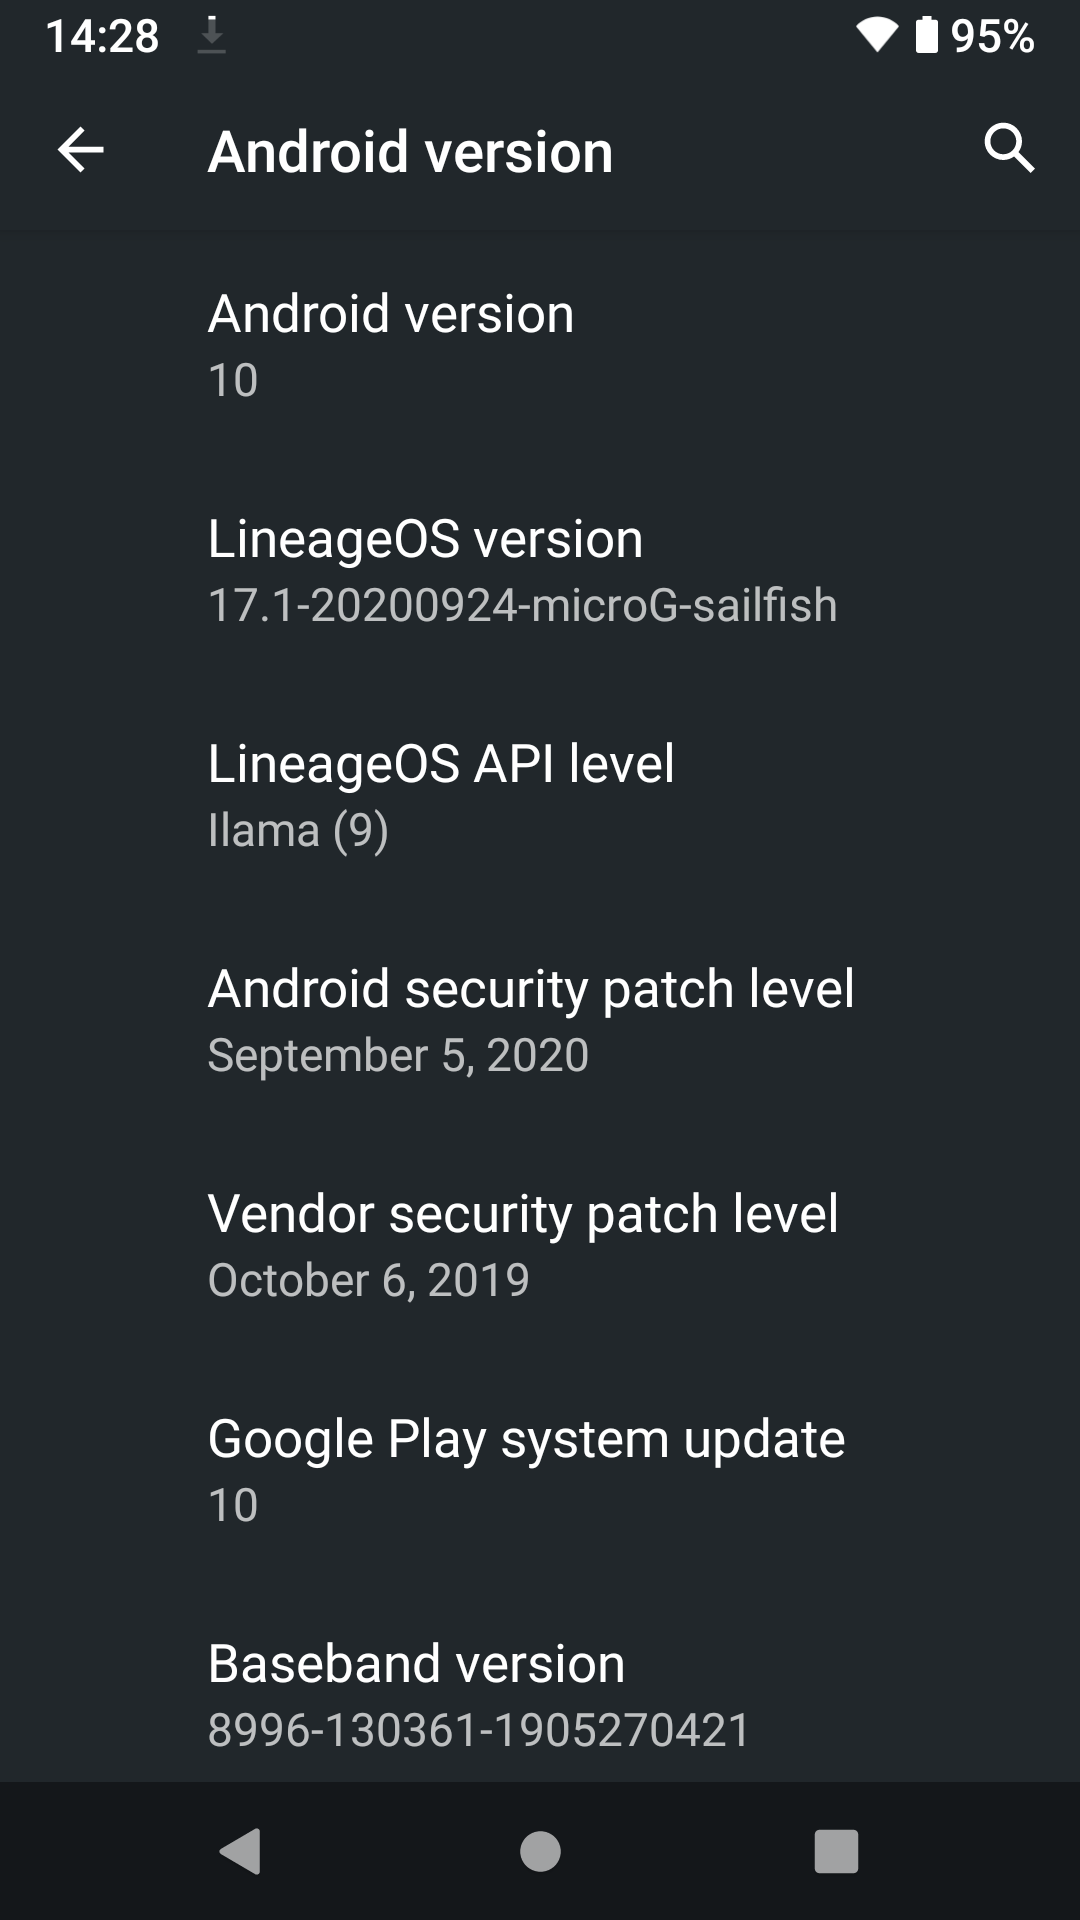 14:28 95%
Android version
Android version
10
LineageOS version
17.1-20200924-microG-sailfish
LineageOS API level
Ilama (9)
Android security patch level
September 5, 2020
Vendor security patch level
October 6, 2019
Google Play system update
10
Baseband version
8996-130361-1905270421